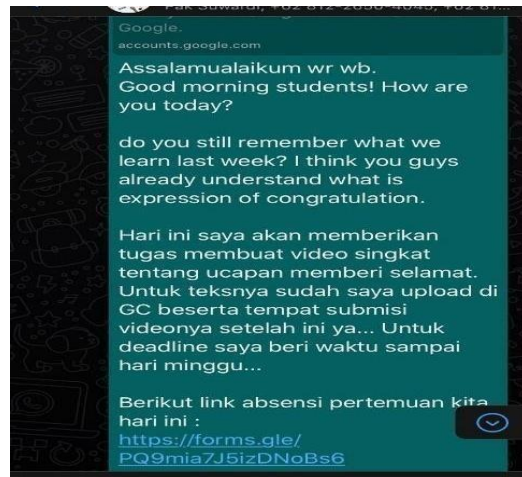 Google.
accounts.google.com
Assalamualaikum wr wb.
Good morning students! How are
you today?
do you still remember what we
learn last week? I think you guys
already understand what is
expression of congratulation.
Hari ini saya akan memberikan
tugas membuat video singkat
tentang ucapan memberi selamat.
Untuk teksnya sudah saya upload di
GC beserta tempat submisi
videonya setelah ini ya... Untuk
deadline saya beri waktu sampai
hari minggu...
Berikut link absensi pertemuan kita
hari ini :
https://forms.gle/
PQ9mia7J5izDNoBs6